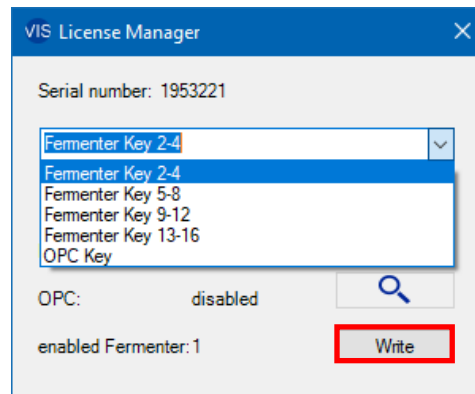 VIS License Manager
Serial number: 1953221
Fermenter Key 2-4
Fermenter Key 2-4
Fermenter Key 5-8
Fermenter Key 9-12
Fermenter Key 13-16
OPC Key
OPC: disabled
enabled Fermenter: 1 Write